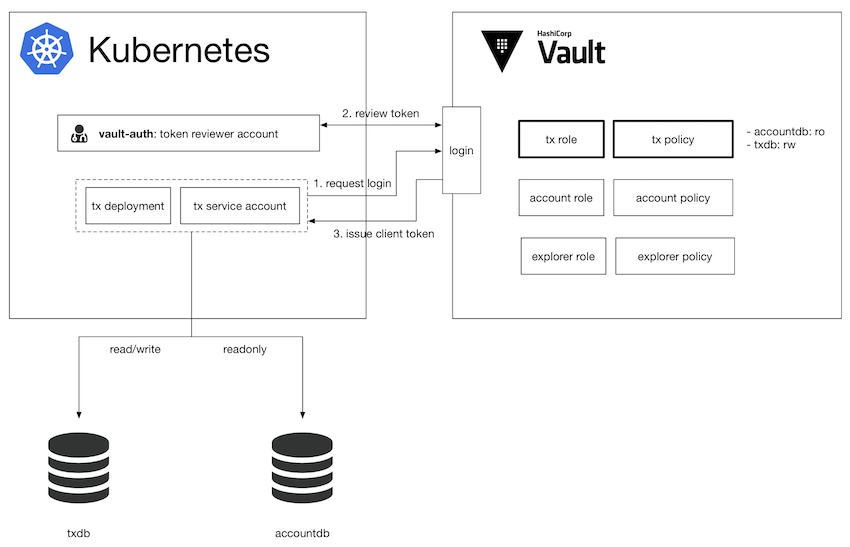 Kubernetes
HashiCorp
Vault
vault-auth: token reviewer account
2. review token
login
1. request login
tx deployment
tx service account
3. issue client token
tx role
tx policy
- accountdb: ro
- txdb: rw
account role
account policy
explorer role
explorer policy
read/write
readonly
txdb
accountdb